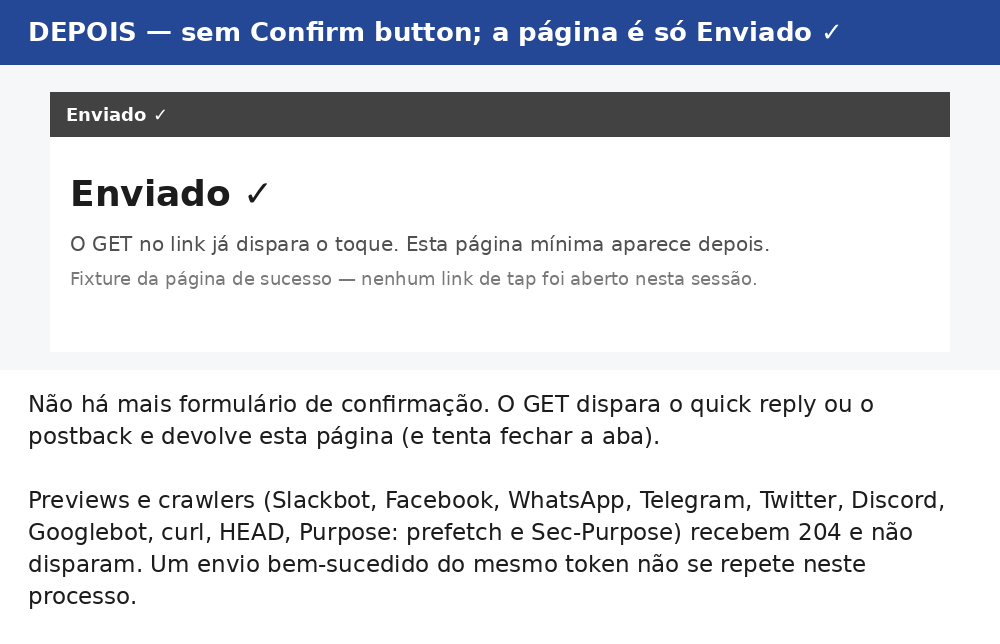 DEPOIS — sem Confirm button; a página é só Enviado ✓
Enviado ✓
Enviado ✓
O GET no link já dispara o toque. Esta página mínima aparece depois.
Fixture da página de sucesso — nenhum link de tap foi aberto nesta sessão.
Não há mais formulário de confirmação. O GET dispara o quick reply ou o
postback e devolve esta página (e tenta fechar a aba).
Previews e crawlers (Slackbot, Facebook, WhatsApp, Telegram, Twitter, Discord,
Googlebot, curl, HEAD, Purpose: prefetch e Sec-Purpose) recebem 204 e não
disparam. Um envio bem-sucedido do mesmo token não se repete neste
processo.